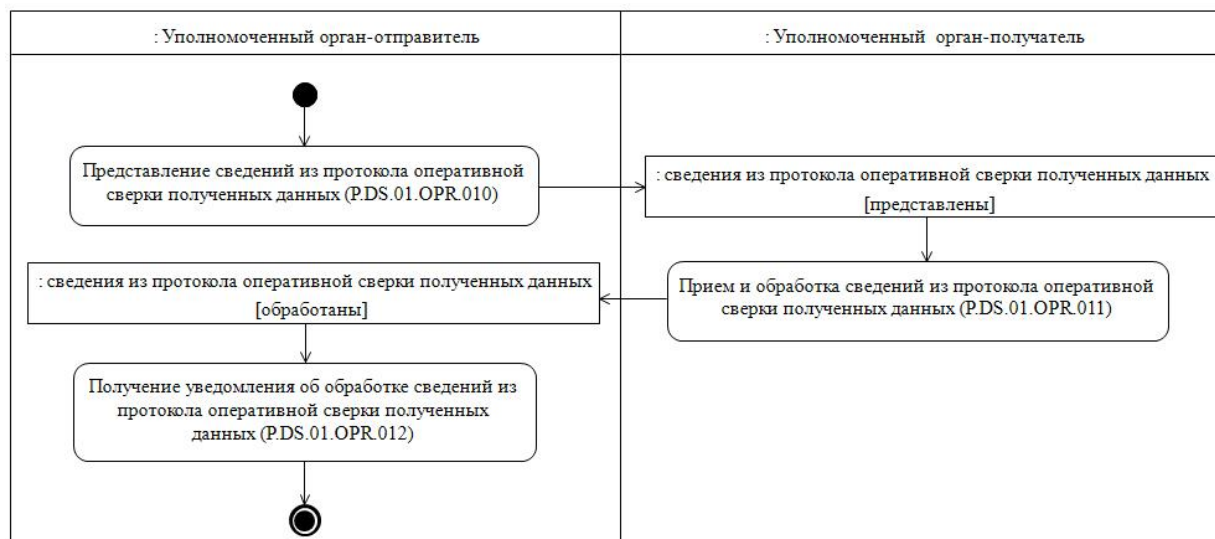 : Уполномоченный орган-отправитель
: Уполномоченный орган-получатель
Представление сведений из протокола оперативной
сверки полученных данных (P.DS.01.OPR.010)
: сведения из протокола оперативной сверки полученных данных
[представлены]
Прием и обработка сведений из протокола оперативной
сверки полученных данных (P.DS.01.OPR.011)
: сведения из протокола оперативной сверки полученных данных
[обработаны]
Получение уведомления об обработке сведений из
протокола оперативной сверки полученных
данных (P.DS.01.OPR.012)